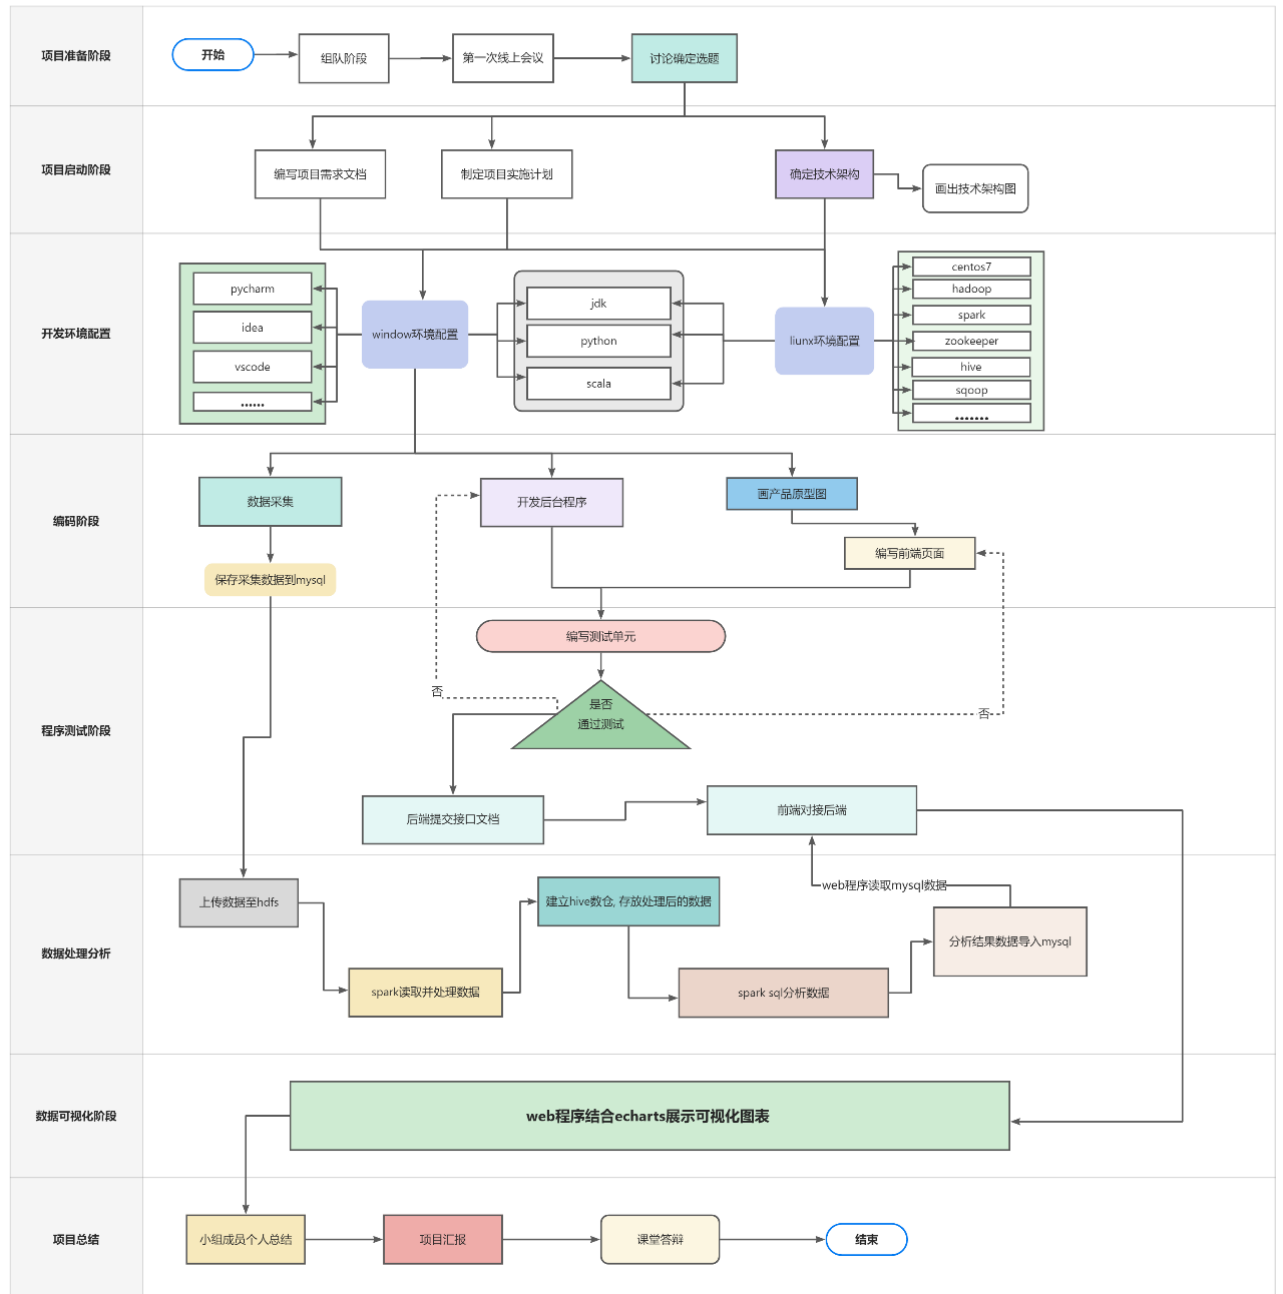 项目准备阶段
开始
组队阶段
第一次线上会议
讨论确定选题
项目启动阶段
编写项目需求文档
制定项目实施计划
确定技术架构
画出技术架构图
开发环境配置
pycharm
idea
vscode
......
window环境配置
jdk
python
scala
liunx环境配置
centos7
hadoop
spark
zookeeper
hive
sqoop
.......
编码阶段
数据采集
开发后台程序
画产品原型图
编写前端页面
保存采集数据到mysql
程序测试阶段
编写测试单元
是否
通过测试
否
否
后端提交接口文档
前端对接后端
数据处理分析
上传数据至hdfs
建立hive数仓, 存放处理后的数据
web程序读取mysql数据
分析结果数据导入mysql
spark读取并处理数据
spark sql分析数据
数据可视化阶段
web程序结合echarts展示可视化图表
项目总结
小组成员个人总结
项目汇报
课堂答辩
结束